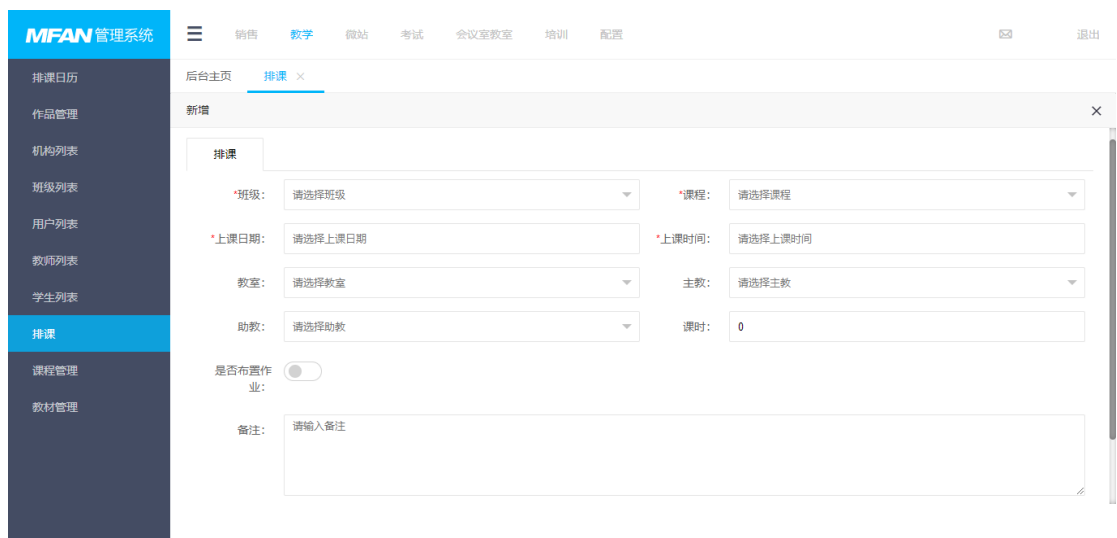 MFAN管理系统
销售 教学 微站 考试 会议室教室 培训 配置 退出
排课日历
作品管理
机构列表
班级列表
用户列表
教师列表
学生列表
排课
课程管理
教材管理
后台主页 排课
新增
排课
*班级: 请选择班级 *课程: 请选择课程
*上课日期: 请选择上课日期 *上课时间: 请选择上课时间
教室: 请选择教室 主教: 请选择主教
助教: 请选择助教 课时: 0
是否布置作
业:
备注: 请输入备注